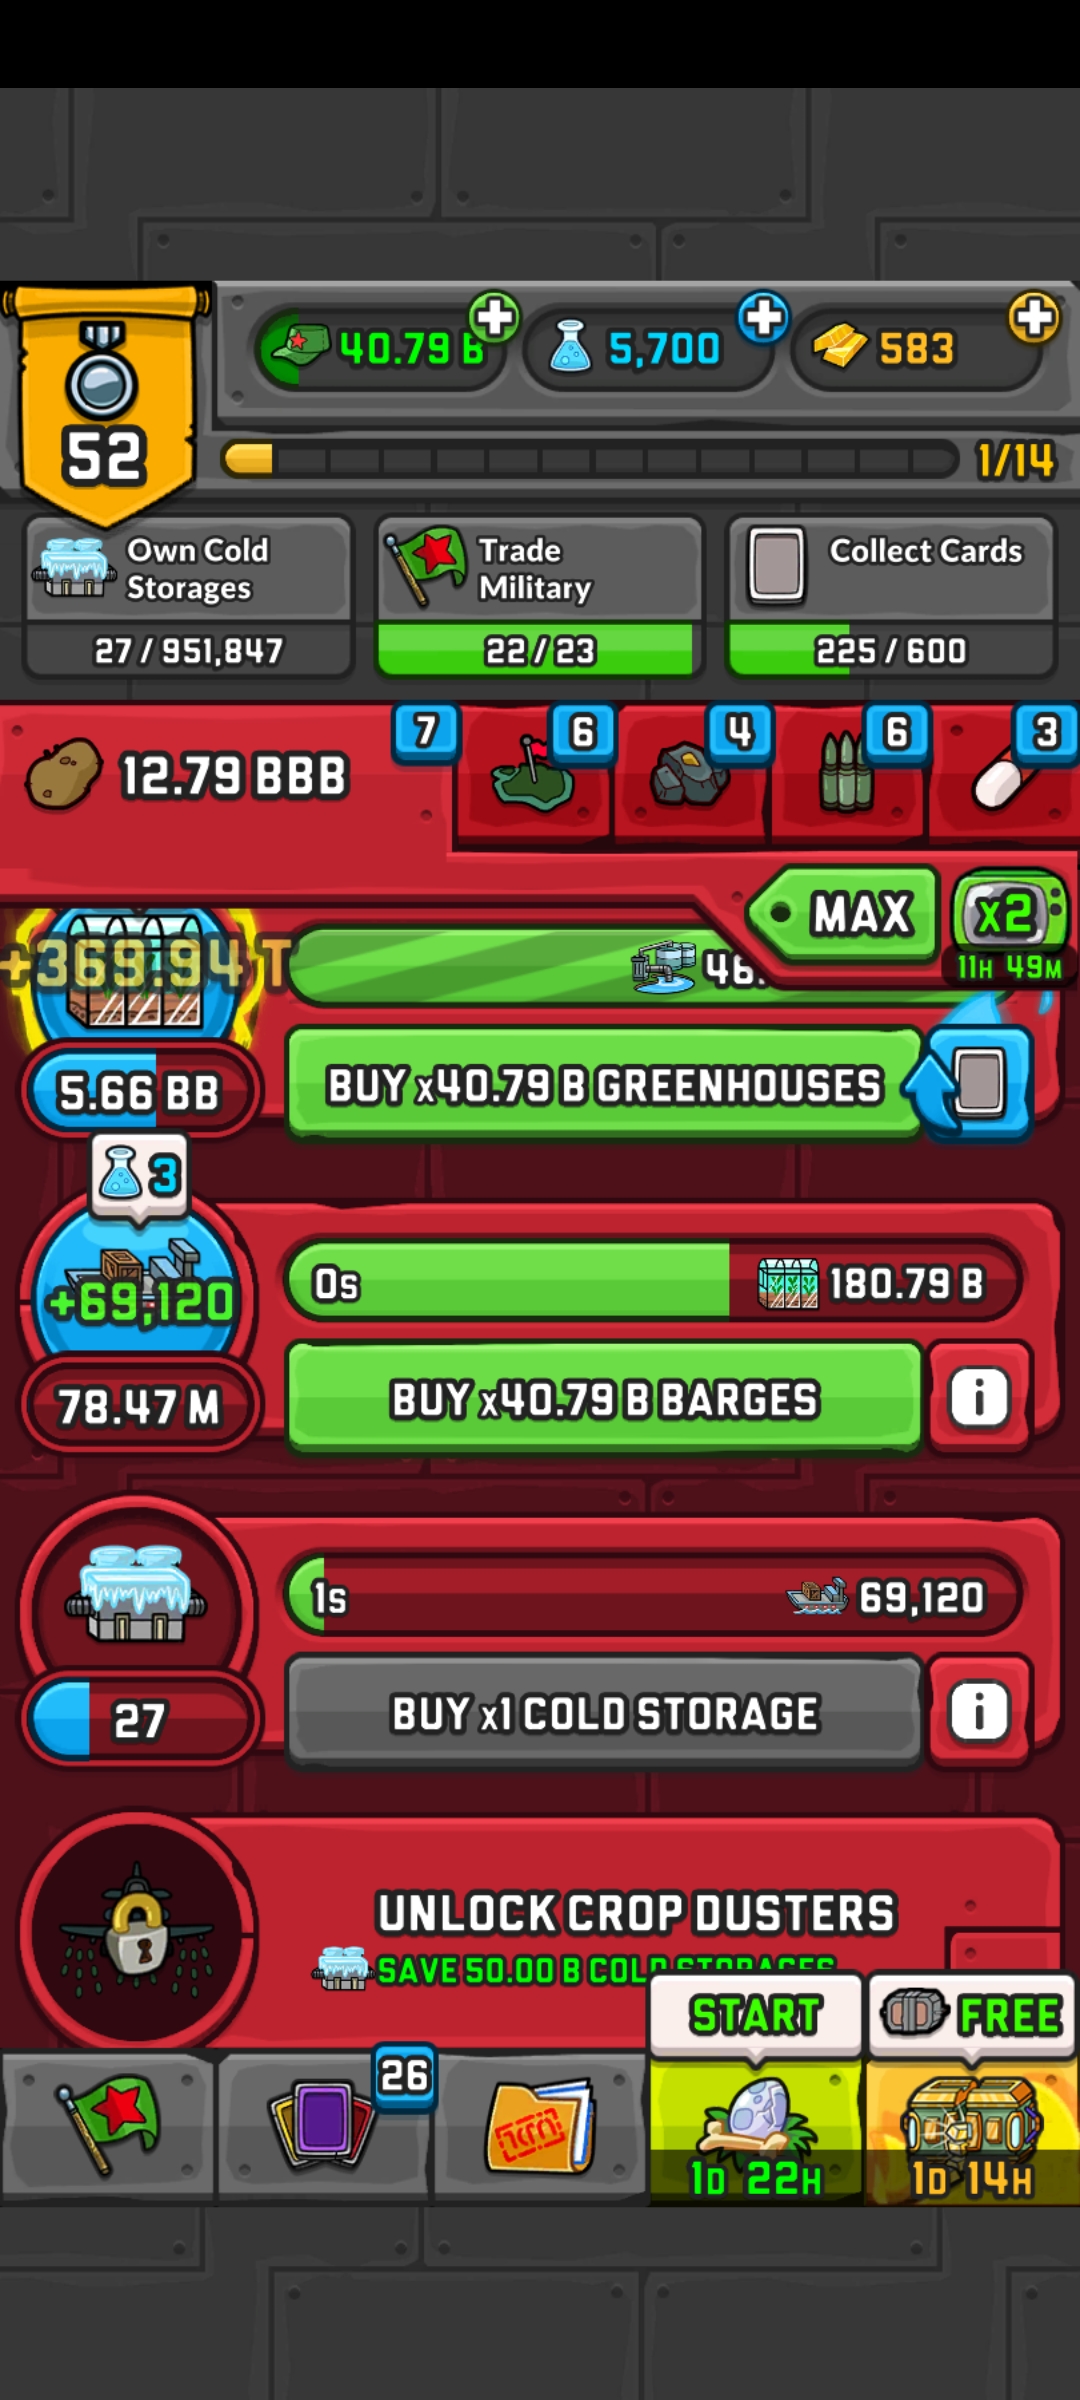 40.79 B
5,700
583
52
1/14
Own Cold
Storages
27 / 951,847
Trade
Military
22 / 23
Collect Cards
225 / 600
12.79 BBB
7
6
4
6
3
MAX
x2
11H 49M
+369.94 T
46.
5.66 BB
BUY x40.79 B GREENHOUSES
3
+69,120
0s
180.79 B
78.47 M
BUY x40.79 B BARGES
i
1s
69,120
27
BUY x1 COLD STORAGE
i
UNLOCK CROP DUSTERS
SAVE 50.00 B COLD STORAGES
START
FREE
26
1D 22H
1D 14H